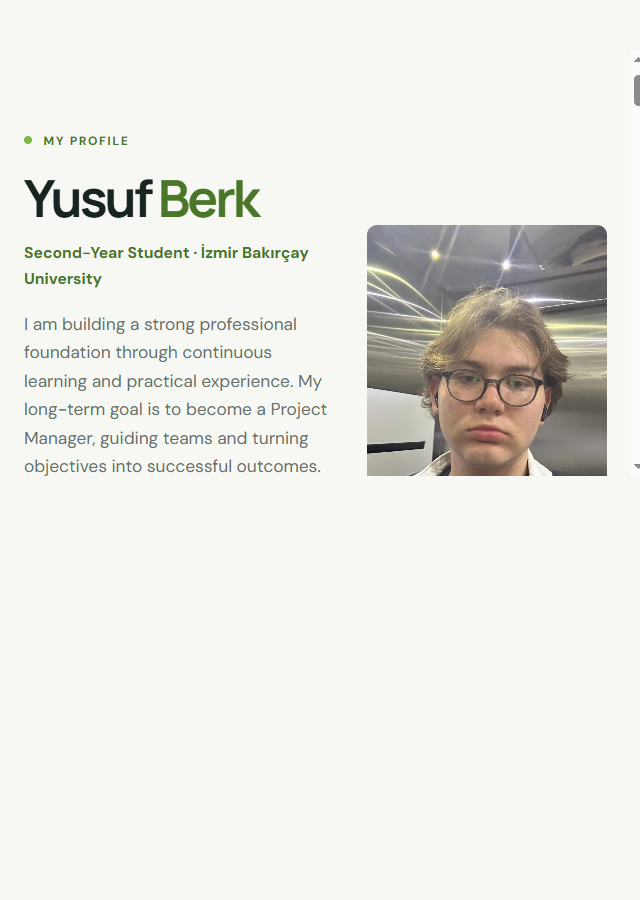 MY PROFILE
Yusuf Berk
Second-Year Student · İzmir Bakırçay
University
I am building a strong professional
foundation through continuous
learning and practical experience. My
long-term goal is to become a Project
Manager, guiding teams and turning
objectives into successful outcomes.